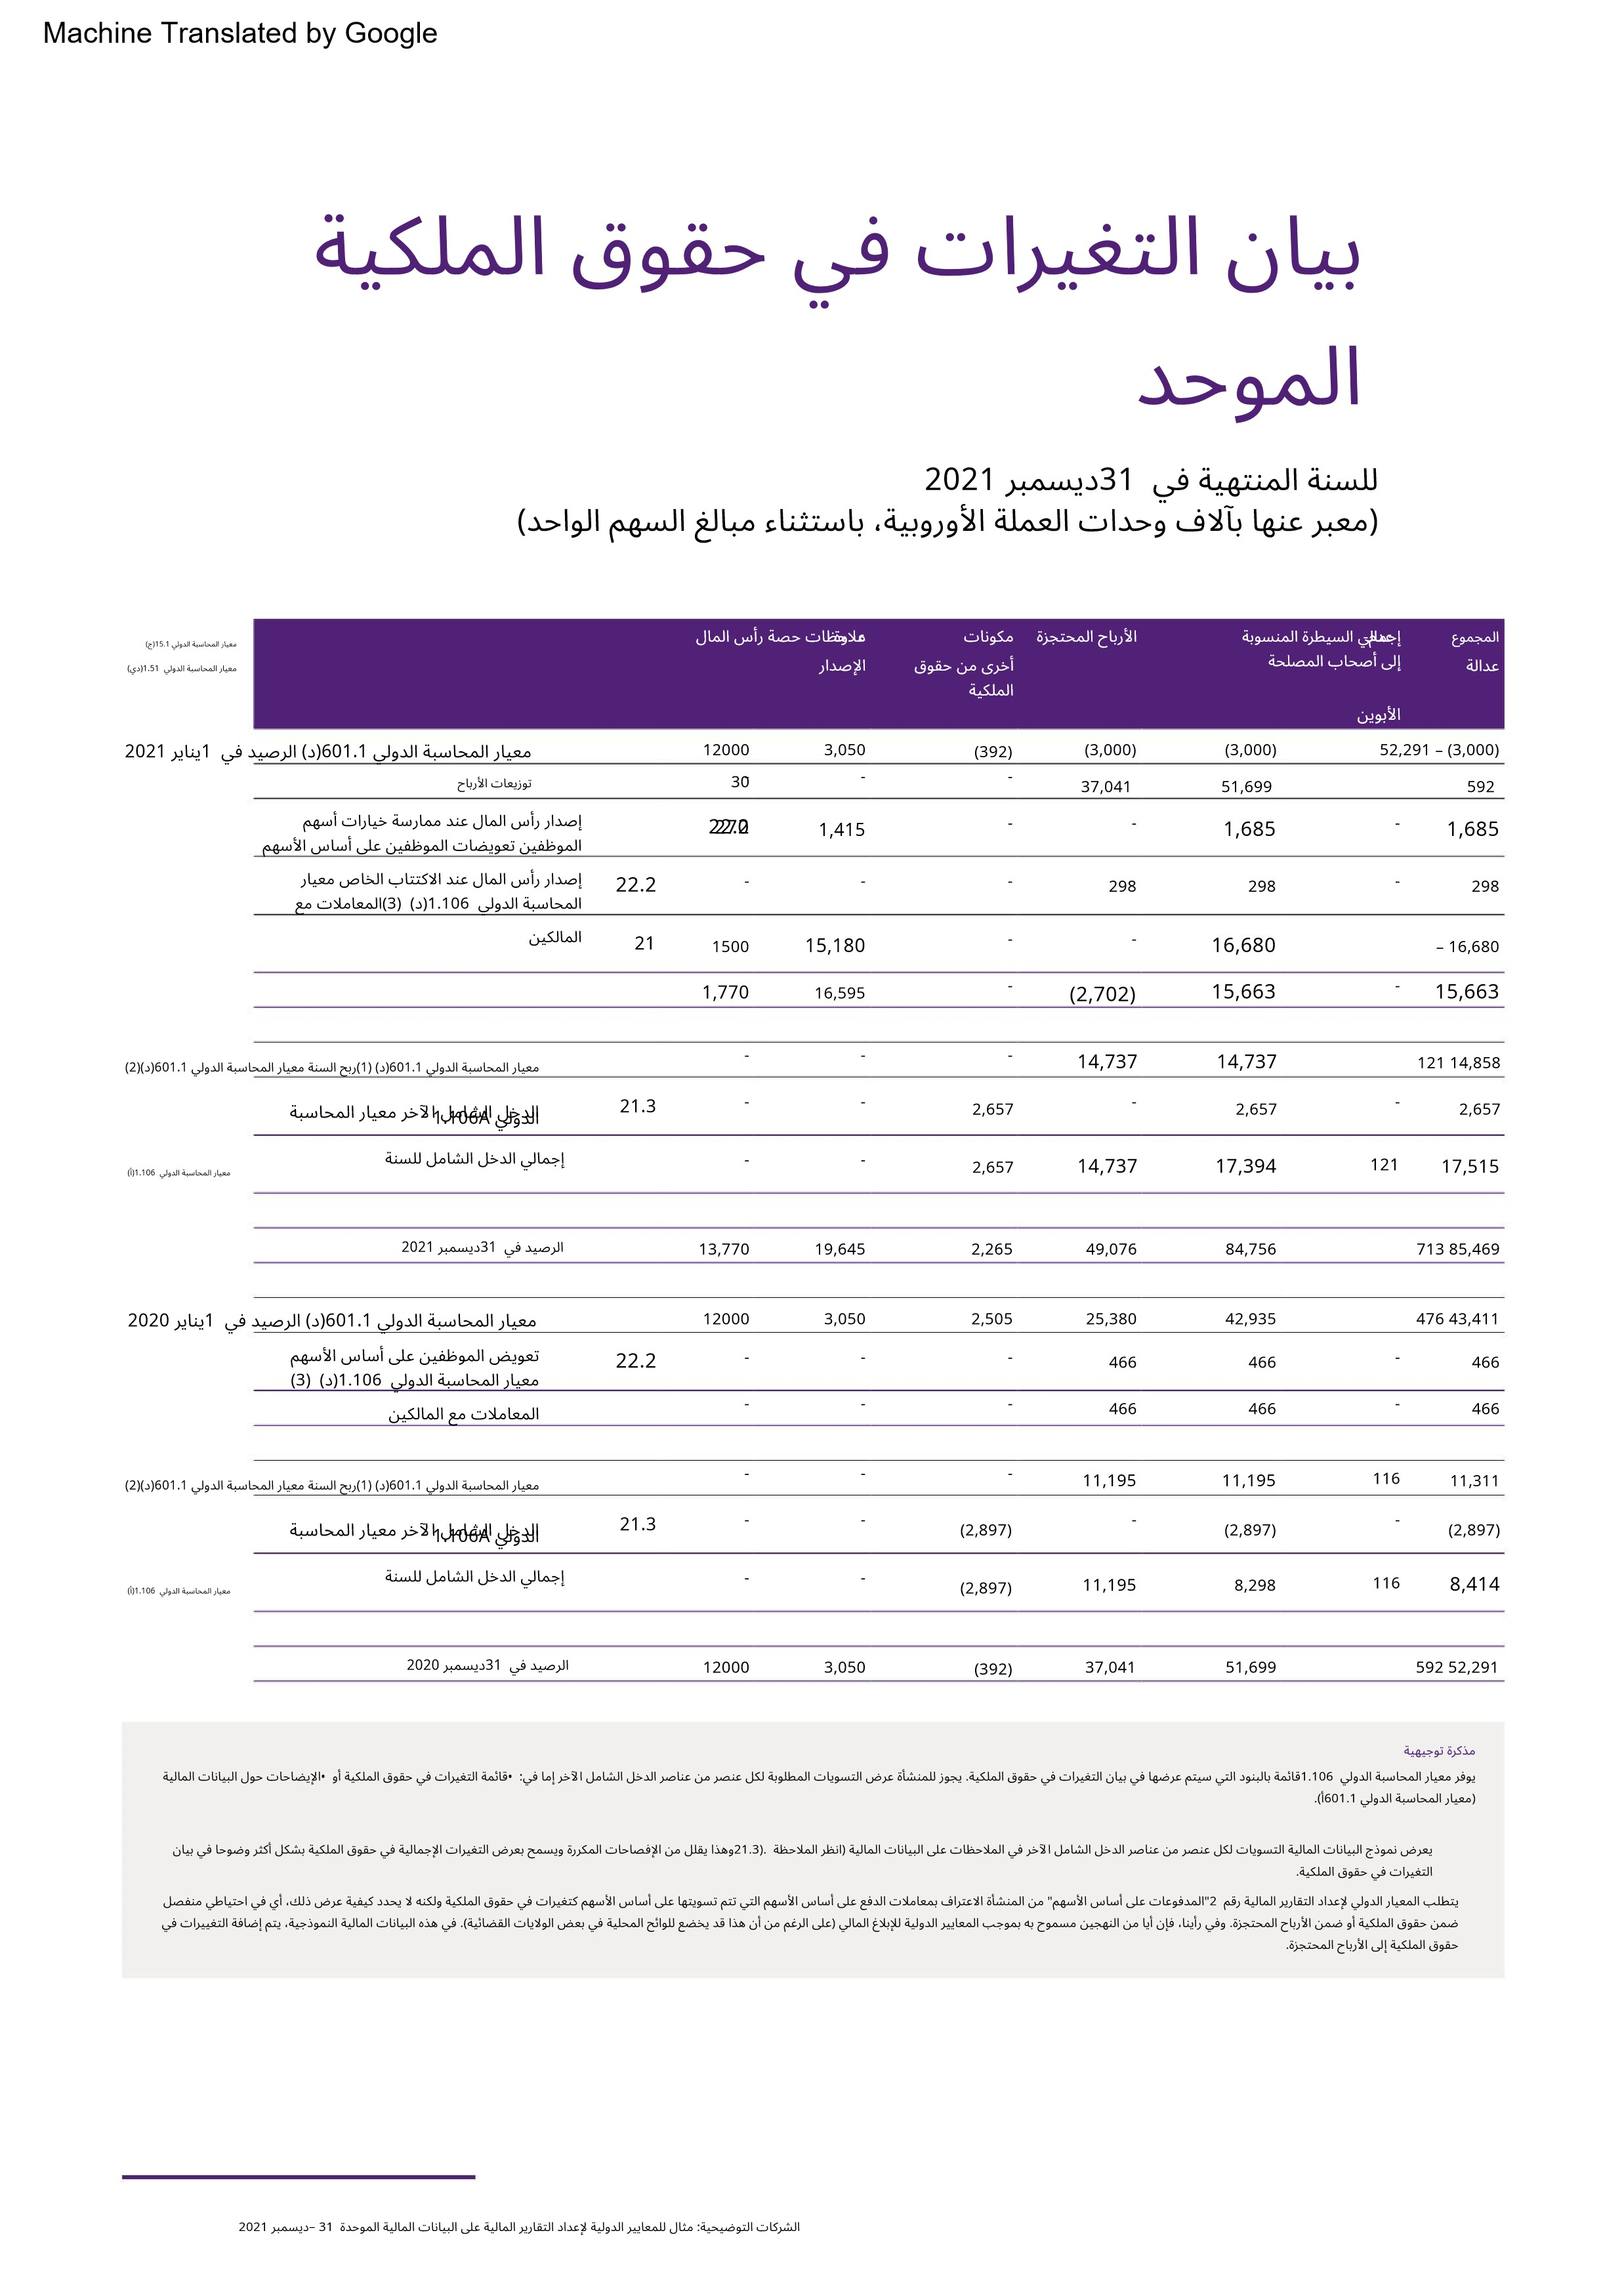 Machine Translated by Google
بيان التغيرات في حقوق الملكية
الموحد
للسنة المنتهية في 31ديسمبر 2021
(معبر عنها بآلاف وحدات العملة الأوروبية، باستثناء مبالغ السهم الواحد)
معيار المحاسبة الدولي 15.1(ج)
معيار المحاسبة الدولي 1.51(دي)
ملاحظات حصة رأس المال علاوة الإصدار
مكونات أخرى من حقوق الملكية
الأرباح المحتجزة
إجمالي السيطرة المنسوبة إلى أصحاب المصلحة الأبوين
المجموع عدالة
معيار المحاسبة الدولي 601.1(د) الرصيد في 1يناير 2021 12000 3,050 (392) (3,000) (3,000) 52,291 – (3,000)
توزيعات الأرباح 30 - - 37,041 51,699 592
إصدار رأس المال عند ممارسة خيارات أسهم
الموظفين تعويضات الموظفين على أساس الأسهم 1,415 - - 1,685 - 1,685
إصدار رأس المال عند الاكتتاب الخاص معيار
المحاسبة الدولي 1.106(د) (3)المعاملات مع 22.2 - - - 298 298 - 298
المالكين 21 1500 15,180 - - 16,680 – 16,680
1,770 16,595 - (2,702) 15,663 - 15,663
معيار المحاسبة الدولي 601.1(د) (1)ربح السنة معيار المحاسبة الدولي 601.1(د)(2) - - - 14,737 14,737 121 14,858
الدخل الشامل الآخر معيار المحاسبة
الدولي 1.106A 21.3 - - 2,657 - 2,657 - 2,657
معيار المحاسبة الدولي 1.106(أ) إجمالي الدخل الشامل للسنة - - 2,657 14,737 17,394 121 17,515
الرصيد في 31ديسمبر 2021 13,770 19,645 2,265 49,076 84,756 713 85,469
معيار المحاسبة الدولي 601.1(د) الرصيد في 1يناير 2020 12000 3,050 2,505 25,380 42,935 476 43,411
تعويض الموظفين على أساس الأسهم
معيار المحاسبة الدولي 1.106(د) (3) 22.2 - - - 466 466 - 466
المعاملات مع المالكين - - - 466 466 - 466
معيار المحاسبة الدولي 601.1(د) (1)ربح السنة معيار المحاسبة الدولي 601.1(د)(2) - - - 11,195 11,195 116 11,311
الدخل الشامل الآخر معيار المحاسبة
الدولي 1.106A 21.3 - - (2,897) - (2,897) - (2,897)
معيار المحاسبة الدولي 1.106(أ) إجمالي الدخل الشامل للسنة - - (2,897) 11,195 8,298 116 8,414
الرصيد في 31ديسمبر 2020 12000 3,050 (392) 37,041 51,699 592 52,291
مذكرة توجيهية
يوفر معيار المحاسبة الدولي 1.106قائمة بالبنود التي سيتم عرضها في بيان التغيرات في حقوق الملكية. يجوز للمنشأة عرض التسويات المطلوبة لكل عنصر من عناصر الدخل الشامل الآخر إما في: •قائمة التغيرات في حقوق الملكية أو •الإيضاحات حول البيانات المالية
(معيار المحاسبة الدولي 601.1أ).
يعرض نموذج البيانات المالية التسويات لكل عنصر من عناصر الدخل الشامل الآخر في الملاحظات على البيانات المالية (انظر الملاحظة .(21.3وهذا يقلل من الإفصاحات المكررة ويسمح بعرض التغيرات الإجمالية في حقوق الملكية بشكل أكثر وضوحا في بيان
التغيرات في حقوق الملكية.
يتطلب المعيار الدولي لإعداد التقارير المالية رقم 2"المدفوعات على أساس الأسهم" من المنشأة الاعتراف بمعاملات الدفع على أساس الأسهم التي تتم تسويتها على أساس الأسهم كتغيرات في حقوق الملكية ولكنه لا يحدد كيفية عرض ذلك، أي في احتياطي منفصل
ضمن حقوق الملكية أو ضمن الأرباح المحتجزة. وفي رأينا، فإن أيا من النهجين مسموح به بموجب المعايير الدولية للإبلاغ المالي (على الرغم من أن هذا قد يخضع للوائح المحلية في بعض الولايات القضائية). في هذه البيانات المالية النموذجية، يتم إضافة التغييرات في
حقوق الملكية إلى الأرباح المحتجزة.
الشركات التوضيحية: مثال للمعايير الدولية لإعداد التقارير المالية على البيانات المالية الموحدة 31 –ديسمبر 2021